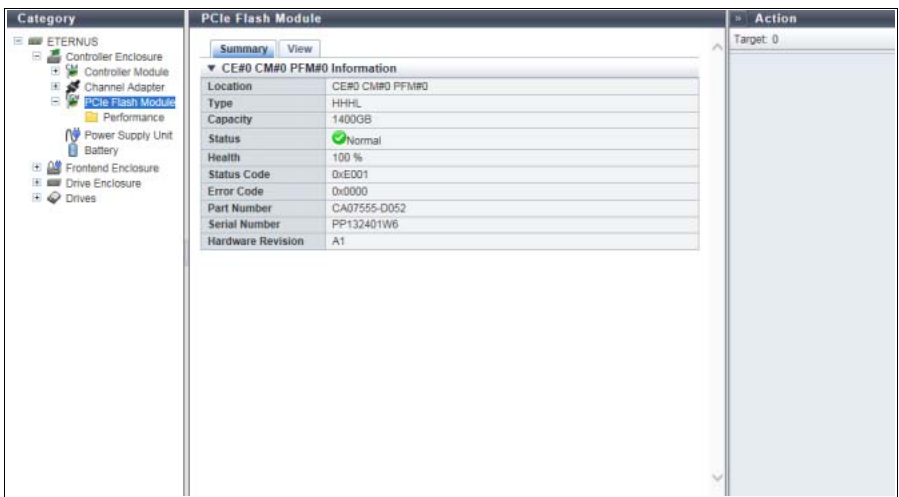 Category
ETERNUS
Controller Enclosure
Controller Module
Channel Adapter
PCIe Flash Module
Performance
Power Supply Unit
Battery
Frontend Enclosure
Drive Enclosure
Drives
PCIe Flash Module
Summary View
▼ CE#0 CM#0 PFM#0 Information
Location CE#0 CM#0 PFM#0
Type HHHL
Capacity 1400GB
Status Normal
Health 100 %
Status Code 0xE001
Error Code 0x0000
Part Number CA07555-D052
Serial Number PP132401W6
Hardware Revision A1
» Action
Target: 0